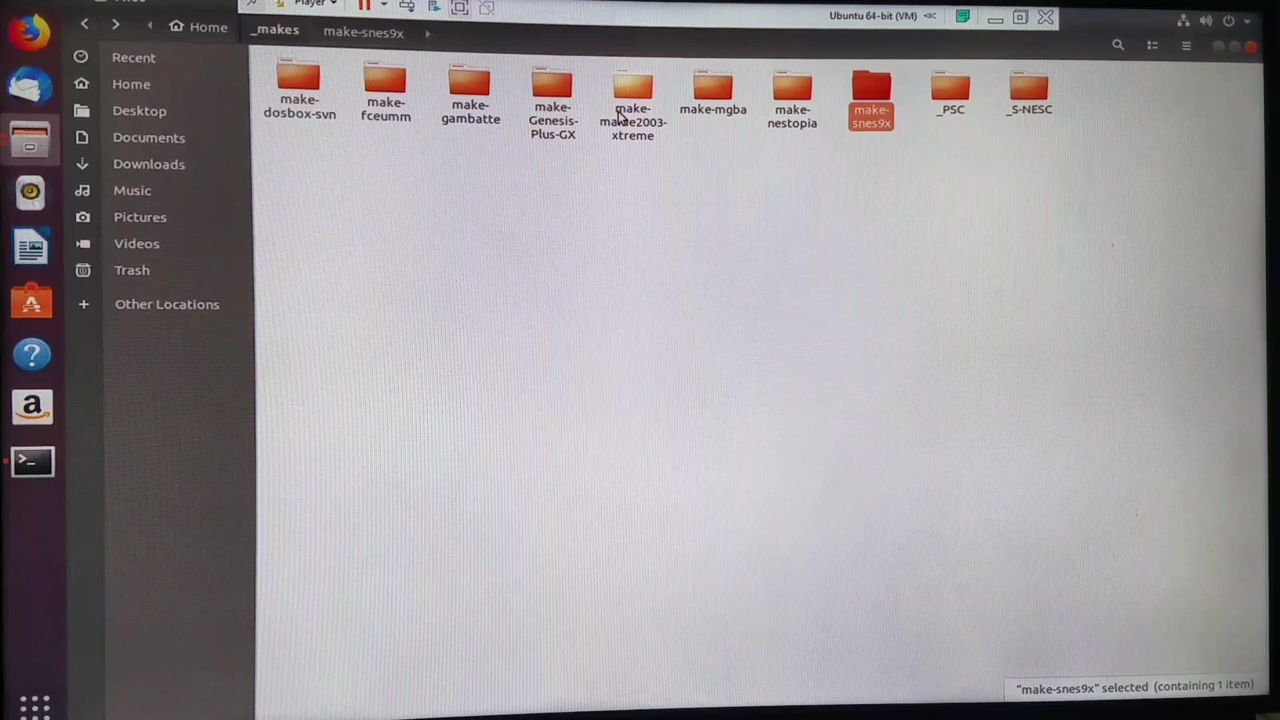 Player
Ubuntu 64-bit (VM)
Home
_makes
make-snes9x
Recent
Home
Desktop
Documents
Downloads
Music
Pictures
Videos
Trash
Other Locations
make-
dosbox-svn
make-
fceumm
make-
gambatte
make-
Genesis-
Plus-GX
make-
mame2003-
xtreme
make-mgba
make-
nestopia
make-
snes9x
_PSC
_S-NESC
"make-snes9x" selected (containing 1 item)